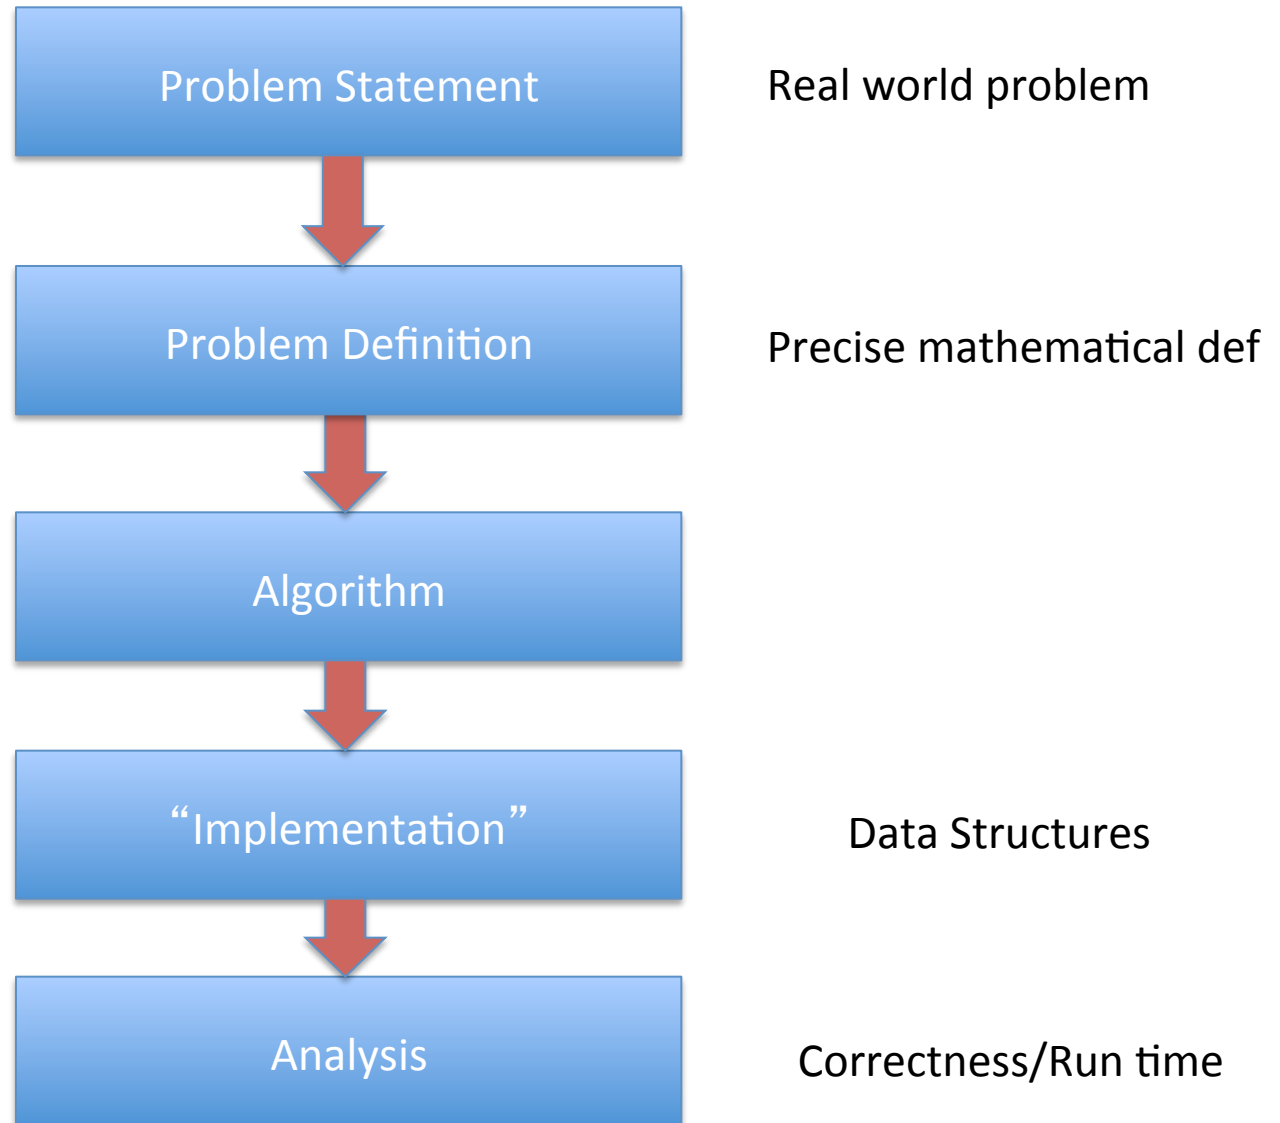 Problem Statement
Real world problem
Problem Definition
Precise mathematical def
Algorithm
“Implementation”
Data Structures
Analysis
Correctness/Run time